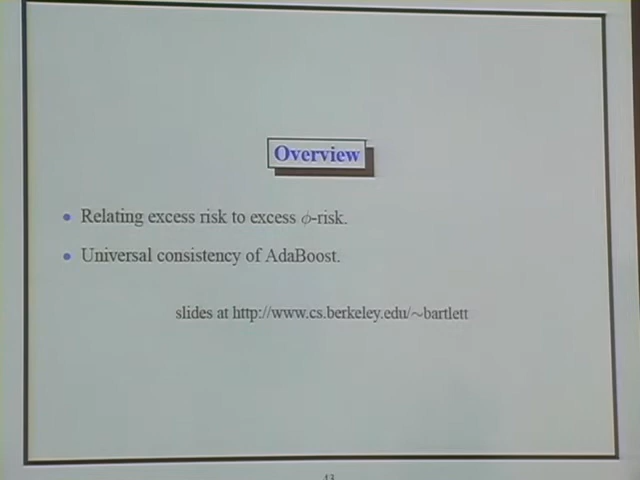 Overview
Relating excess risk to excess ϕ-risk.
Universal consistency of AdaBoost.
slides at http://www.cs.berkeley.edu/∼bartlett
43